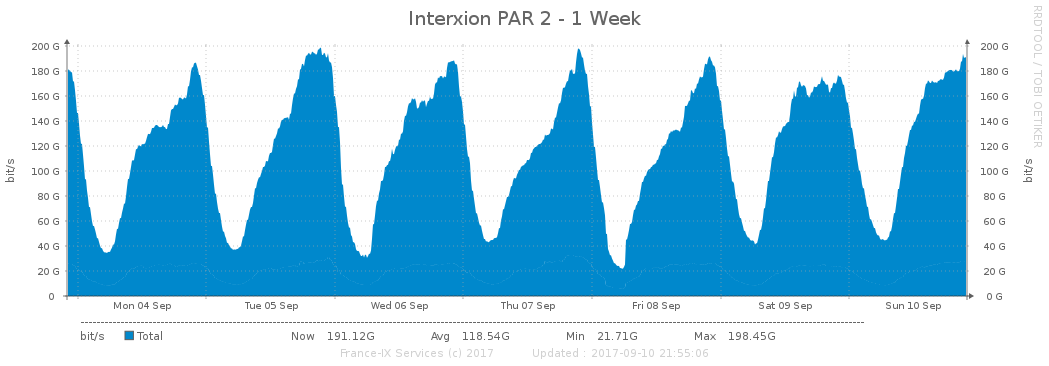 Interxion PAR 2 - 1 Week
RRDTOOL / TOBI OETIKER
bit/s
200 G 200 G
180 G 180 G
160 G 160 G
140 G 140 G
120 G 120 G
100 G 100 G
80 G 80 G
60 G 60 G
40 G 40 G
20 G 20 G
0 0 G
bit/s
Mon 04 Sep Tue 05 Sep Wed 06 Sep Thu 07 Sep Fri 08 Sep Sat 09 Sep Sun 10 Sep
bit/s Total Now 191.12G Avg 118.54G Min 21.71G Max 198.45G
France-IX Services (c) 2017 Updated : 2017-09-10 21:55:06